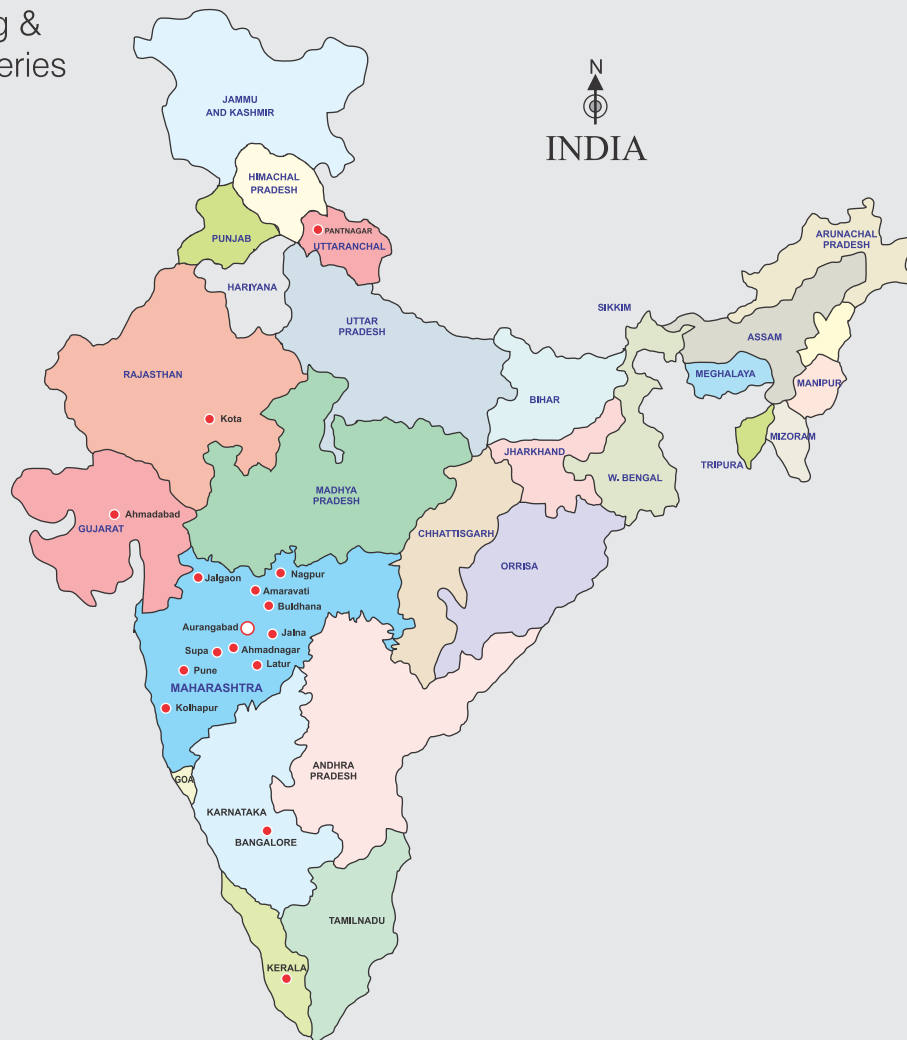 g &
eries
N
INDIA
JAMMU
AND KASHMIR
HIMACHAL
PRADESH
PUNJAB
PANTNAGAR
UTTARANCHAL
HARIYANA
ARUNACHAL
PRADESH
SIKKIM
UTTAR
PRADESH
ASSAM
RAJASTHAN
MEGHALAYA
MANIPUR
BIHAR
Kota
MIZORAM
JHARKHAND
TRIPURA
W. BENGAL
MADHYA
PRADESH
Ahmadabad
GUJARAT
CHHATTISGARH
ORRISA
Jalgaon
Nagpur
Amaravati
Buldhana
Aurangabad
Jalna
Supa
Ahmadnagar
Latur
Pune
MAHARASHTRA
Kolhapur
ANDHRA
PRADESH
GOA
KARNATAKA
BANGALORE
TAMILNADU
KERALA